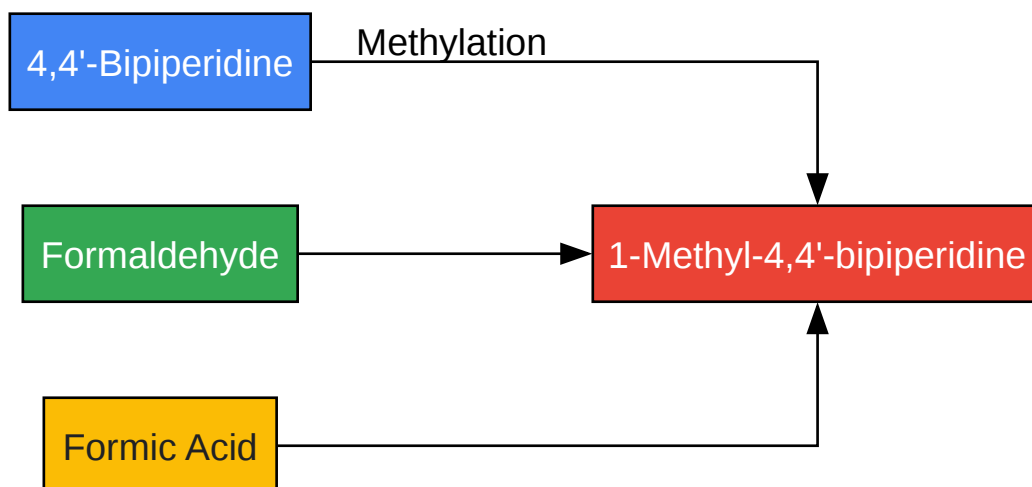 4,4'-Bipiperidine
Methylation
Formaldehyde
1-Methyl-4,4'-bipiperidine
Formic Acid